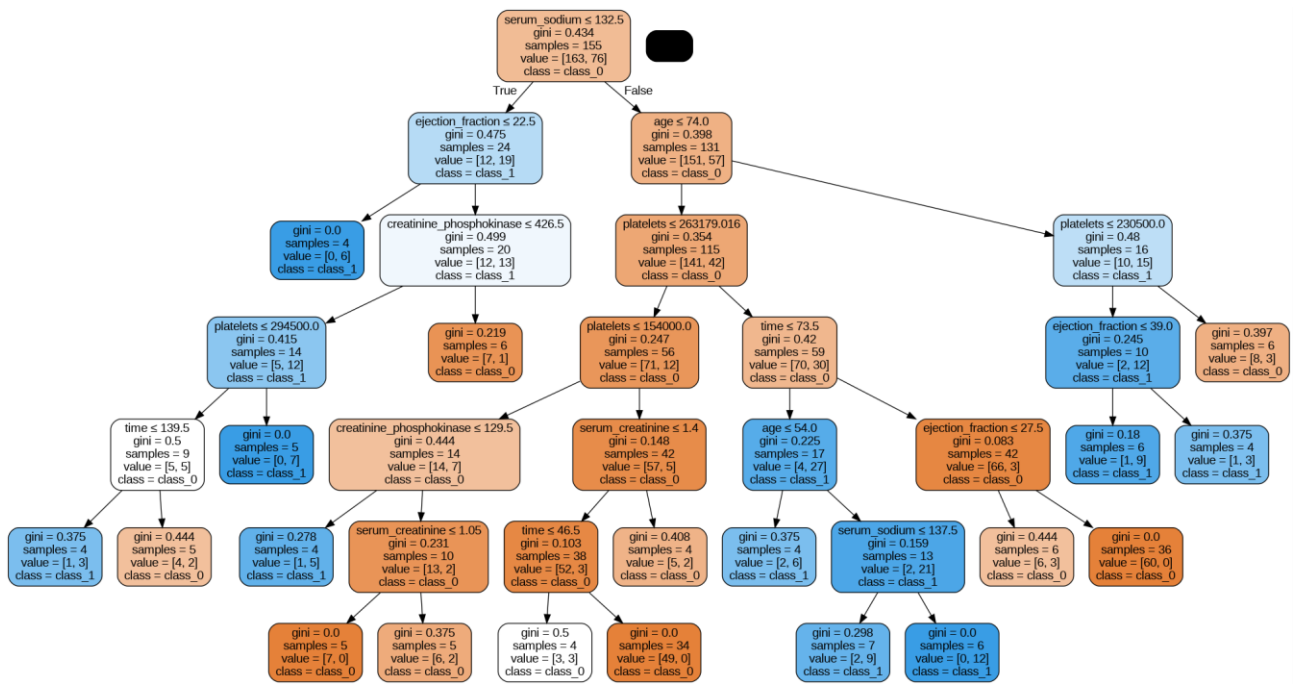 serum_sodium ≤ 132.5
gini = 0.434
samples = 155
value = [163, 76]
class = class_0
True
False
ejection_fraction ≤ 22.5
gini = 0.475
samples = 24
value = [12, 19]
class = class_1
age ≤ 74.0
gini = 0.398
samples = 131
value = [151, 57]
class = class_0
gini = 0.0
samples = 4
value = [0, 6]
class = class_1
creatinine_phosphokinase ≤ 426.5
gini = 0.499
samples = 20
value = [12, 13]
class = class_1
platelets ≤ 263179.016
gini = 0.354
samples = 115
value = [141, 42]
class = class_0
platelets ≤ 230500.0
gini = 0.48
samples = 16
value = [10, 15]
class = class_1
platelets ≤ 294500.0
gini = 0.415
samples = 14
value = [5, 12]
class = class_1
gini = 0.219
samples = 6
value = [7, 1]
class = class_0
platelets ≤ 154000.0
gini = 0.247
samples = 56
value = [71, 12]
class = class_0
time ≤ 73.5
gini = 0.42
samples = 59
value = [70, 30]
class = class_0
ejection_fraction ≤ 39.0
gini = 0.245
samples = 10
value = [2, 12]
class = class_1
gini = 0.397
samples = 6
value = [8, 3]
class = class_0
time ≤ 139.5
gini = 0.5
samples = 9
value = [5, 5]
class = class_0
gini = 0.0
samples = 5
value = [0, 7]
class = class_1
creatinine_phosphokinase ≤ 129.5
gini = 0.444
samples = 14
value = [14, 7]
class = class_0
serum_creatinine ≤ 1.4
gini = 0.148
samples = 42
value = [57, 5]
class = class_0
age ≤ 54.0
gini = 0.225
samples = 17
value = [4, 27]
class = class_1
ejection_fraction ≤ 27.5
gini = 0.083
samples = 42
value = [66, 3]
class = class_0
gini = 0.18
samples = 6
value = [1, 9]
class = class_1
gini = 0.375
samples = 4
value = [1, 3]
class = class_1
gini = 0.375
samples = 4
value = [1, 3]
class = class_1
gini = 0.444
samples = 5
value = [4, 2]
class = class_0
gini = 0.278
samples = 4
value = [1, 5]
class = class_1
serum_creatinine ≤ 1.05
gini = 0.231
samples = 10
value = [13, 2]
class = class_0
time ≤ 46.5
gini = 0.103
samples = 38
value = [52, 3]
class = class_0
gini = 0.408
samples = 4
value = [5, 2]
class = class_0
gini = 0.375
samples = 4
value = [2, 6]
class = class_1
serum_sodium ≤ 137.5
gini = 0.159
samples = 13
value = [2, 21]
class = class_1
gini = 0.444
samples = 6
value = [6, 3]
class = class_0
gini = 0.0
samples = 36
value = [60, 0]
class = class_0
gini = 0.0
samples = 5
value = [7, 0]
class = class_0
gini = 0.375
samples = 5
value = [6, 2]
class = class_0
gini = 0.5
samples = 4
value = [3, 3]
class = class_0
gini = 0.0
samples = 34
value = [49, 0]
class = class_0
gini = 0.298
samples = 7
value = [2, 9]
class = class_1
gini = 0.0
samples = 6
value = [0, 12]
class = class_1